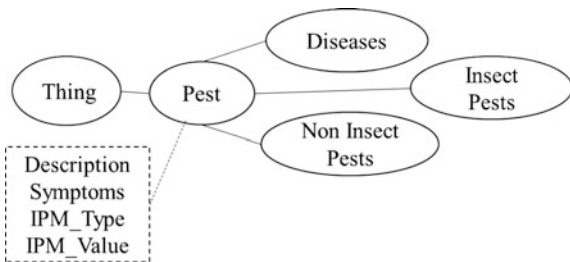 Diseases
Thing
Pest
Insect
Pests
Non Insect
Pests
Description
Symptoms
IPM_Type
IPM_Value